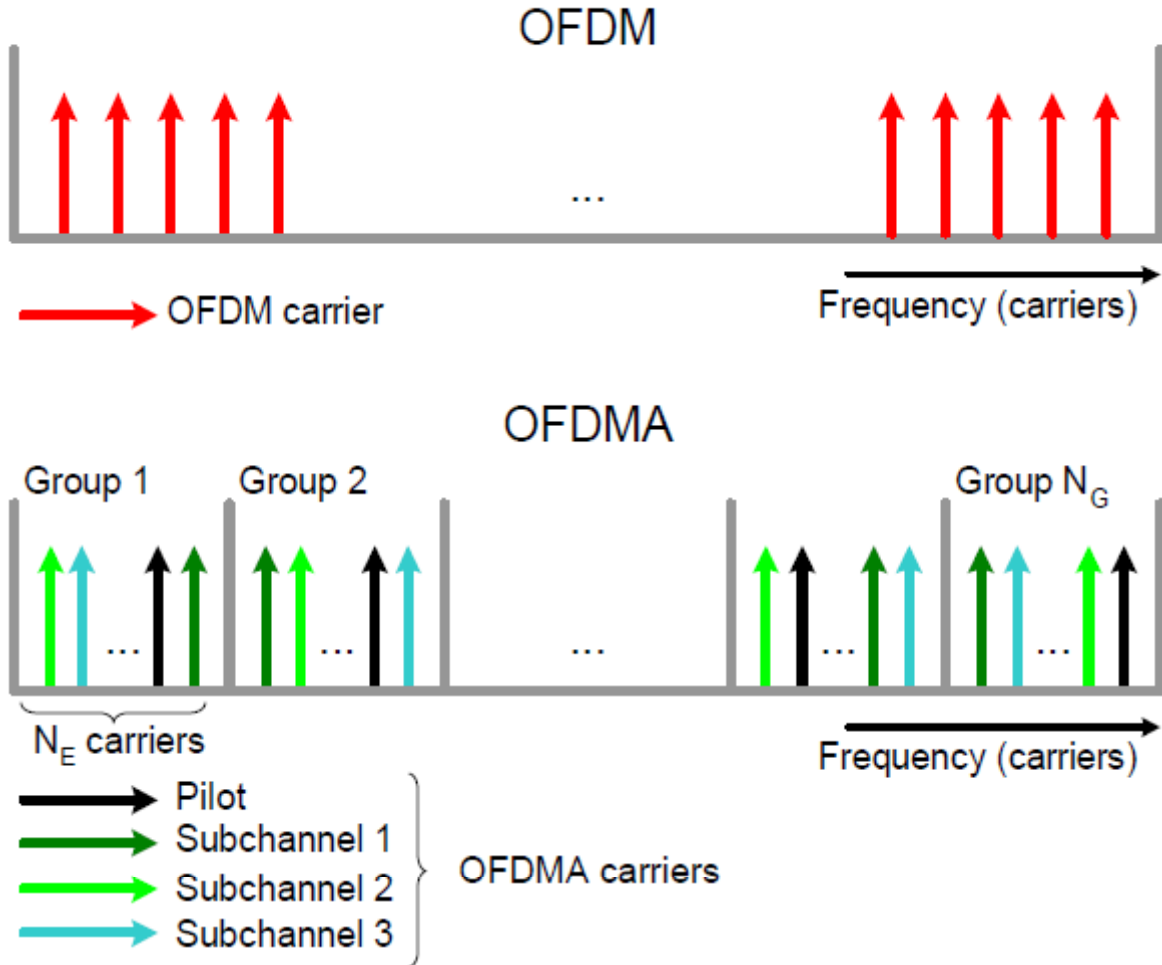 OFDM
...
OFDM carrier
Frequency (carriers)
OFDMA
Group 1
Group 2
Group N_G
...
...
...
...
...
N_E carriers
Frequency (carriers)
Pilot
Subchannel 1
Subchannel 2
Subchannel 3
OFDMA carriers